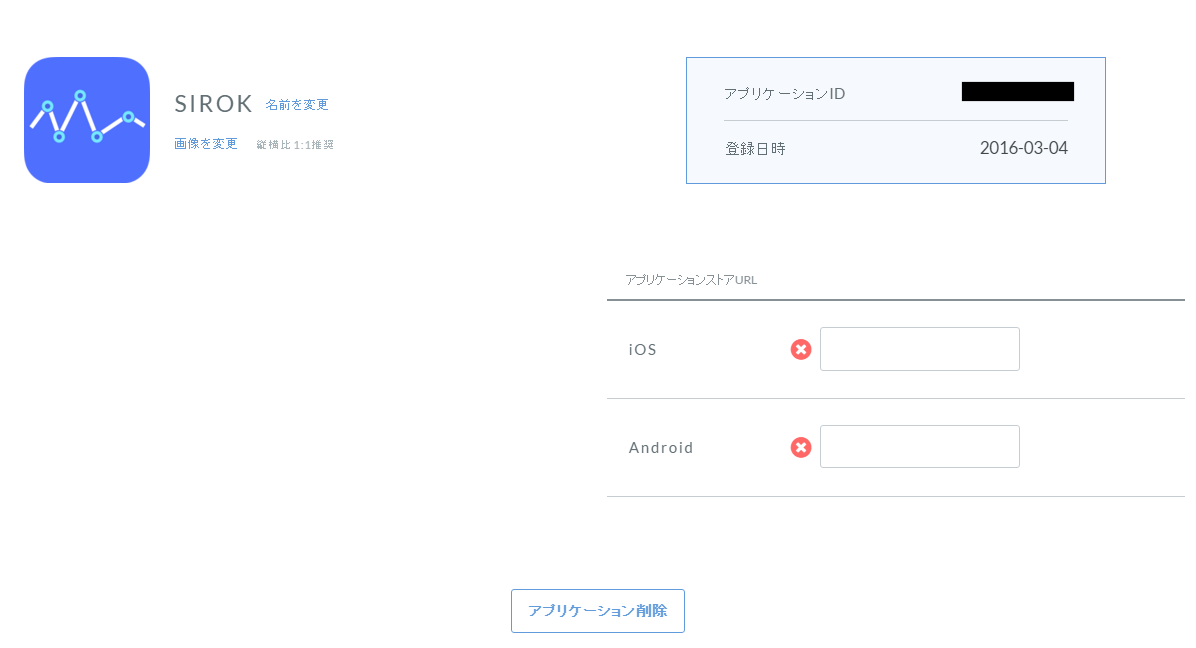 SIROK 名前を変更
画像を変更 縦横比1:1推奨
アプリケーションID
登録日時 2016-03-04
アプリケーションストアURL
iOS
Android
アプリケーション削除